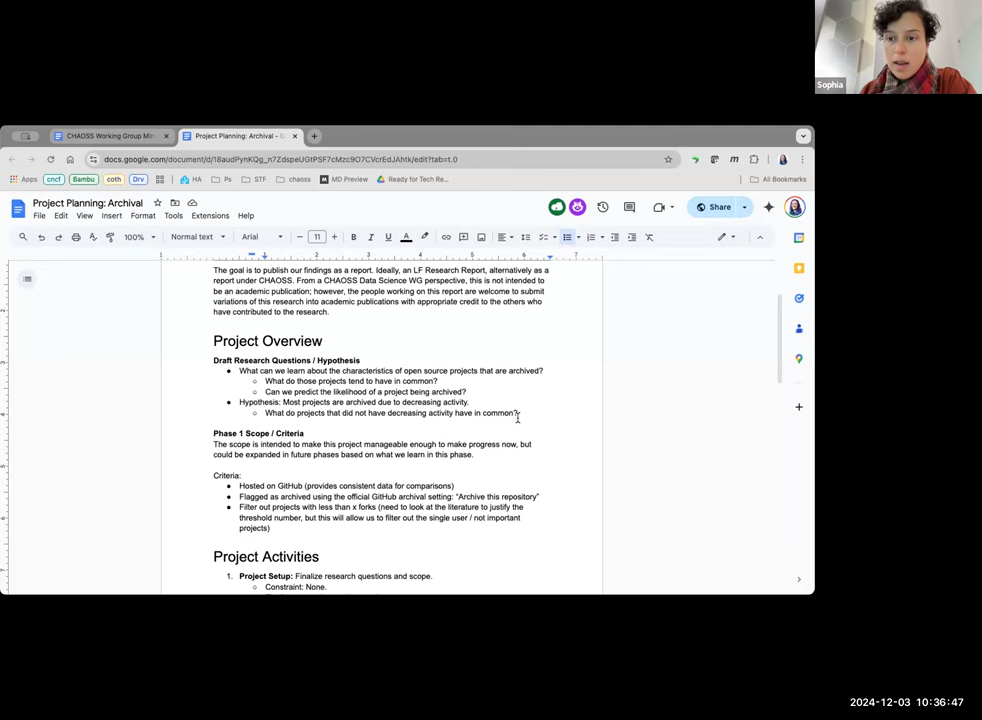 Sophia
CHAOSS Working Group Min
Project Planning: Archival - G
docs.google.com/document/d/18audPynKQg_n7ZdspeUGtPSF7cMzc9O7CVcrEdJAhtk/edit?tab=t.0
Apps
cncf
Bambu
coth
Drv
HA
Ps
STF
chaoss
MD Preview
Ready for Tech Re...
All Bookmarks
Project Planning: Archival
File Edit View Insert Format Tools Extensions Help
Share
100%
Normal text
Arial
11
The goal is to publish our findings as a report. Ideally, an LF Research Report, alternatively as a
report under CHAOSS. From a CHAOSS Data Science WG perspective, this is not intended to
be an academic publication; however, the people working on this report are welcome to submit
variations of this research into academic publications with appropriate credit to the others who
have contributed to the research.
Project Overview
Draft Research Questions / Hypothesis
● What can we learn about the characteristics of open source projects that are archived?
○ What do those projects tend to have in common?
○ Can we predict the likelihood of a project being archived?
● Hypothesis: Most projects are archived due to decreasing activity.
○ What do projects that did not have decreasing activity have in common?
Phase 1 Scope / Criteria
The scope is intended to make this project manageable enough to make progress now, but
could be expanded in future phases based on what we learn in this phase.
Criteria:
● Hosted on GitHub (provides consistent data for comparisons)
● Flagged as archived using the official GitHub archival setting: “Archive this repository”
● Filter out projects with less than x forks (need to look at the literature to justify the
threshold number, but this will allow us to filter out the single user / not important
projects)
Project Activities
1. Project Setup: Finalize research questions and scope.
○ Constraint: None.
2024-12-03 10:36:47